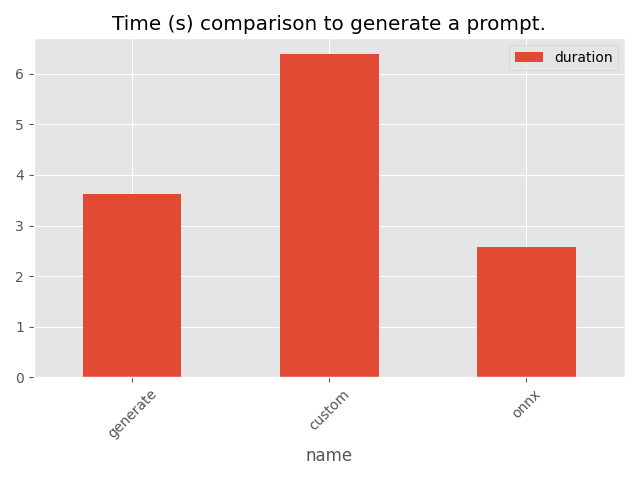 Time (s) comparison to generate a prompt.
duration
6
5
4
3
2
1
0
generate
custom
onnx
name